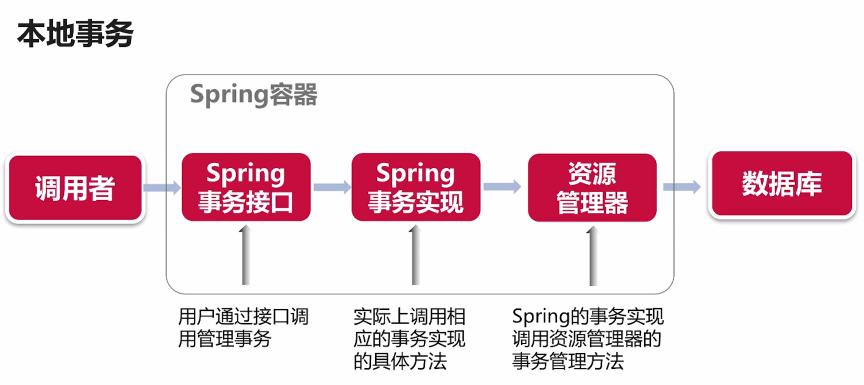 本地事务
Spring容器
调用者
Spring
事务接口
Spring
事务实现
资源
管理器
数据库
用户通过接口调
用管理事务
实际上调用相
应的事务实现
的具体方法
Spring的事务实现
调用资源管理器的
事务管理方法